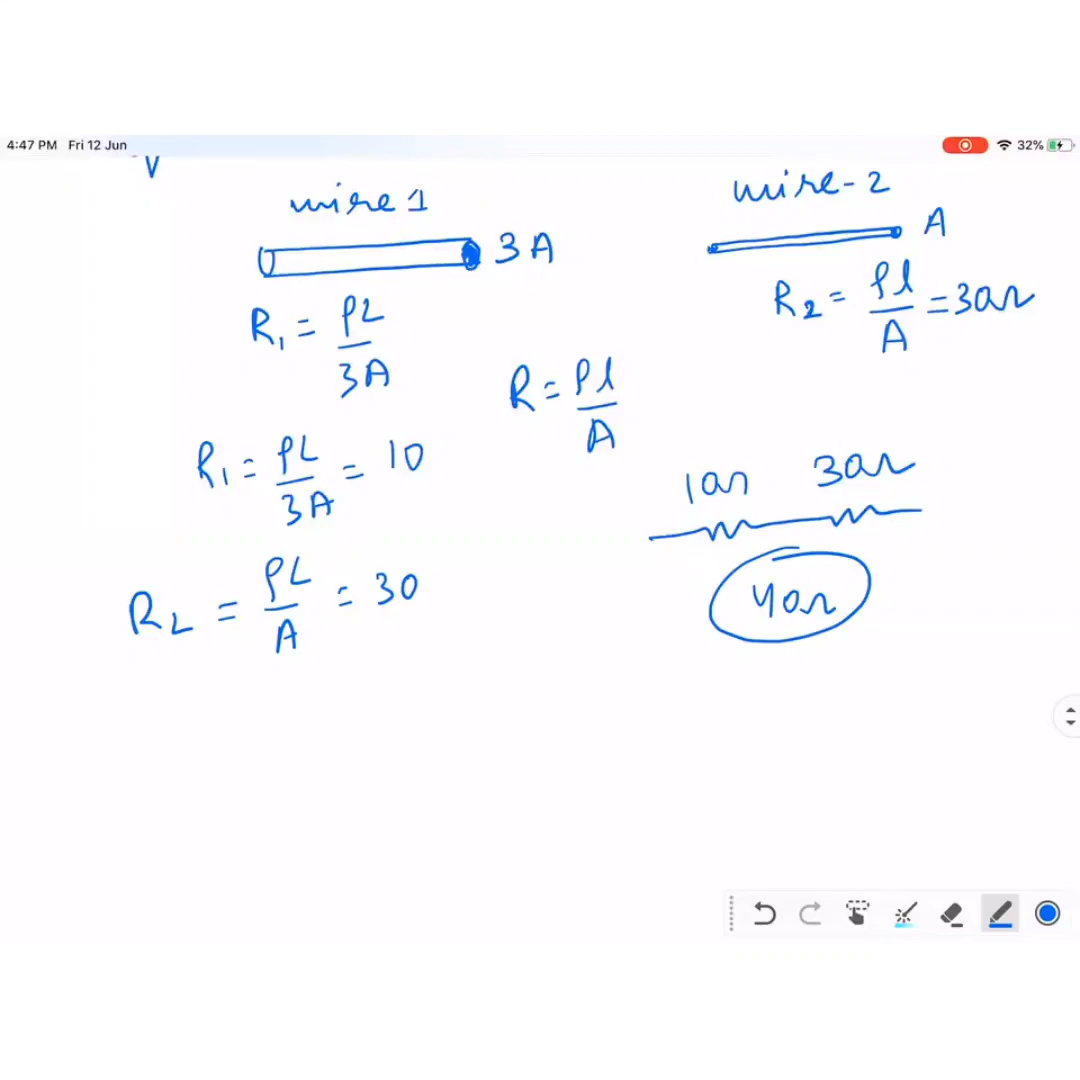 4:47 PM Fri 12 Jun
32%
V
wire 1
wire-2
3A
A
R₁ = ρL/3A
R₂ = ρl/A = 30Ω
R = ρl/A
R₁ = ρL/3A = 10
10Ω 30Ω
R₂ = ρL/A = 30
40Ω